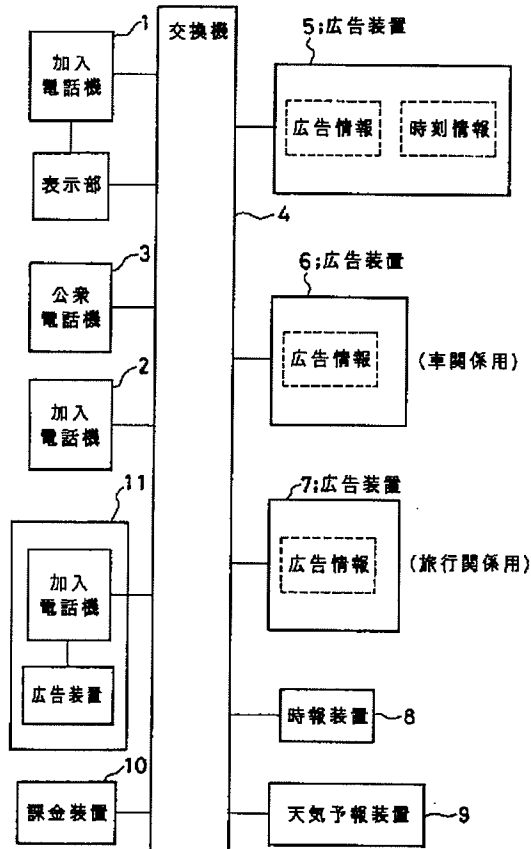 1
加入
電話機
表示部
3
公衆
電話機
2
加入
電話機
11
加入
電話機
広告装置
10
課金装置
交換機
4
5;広告装置
広告情報
時刻情報
6;広告装置
広告情報
(車関係用)
7;広告装置
広告情報
(旅行関係用)
時報装置
8
天気予報装置
9